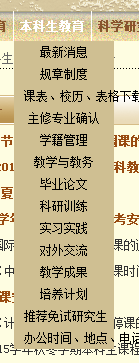 育 本科生教育 科学研
最新消息
规章制度
课表、校历、表格下载
主修专业确认
学籍管理
教学与教务
毕业论文
科研训练
实习实践
对外交流
教学成果
培养计划
推荐免试研究生
办公时间、地点、电话